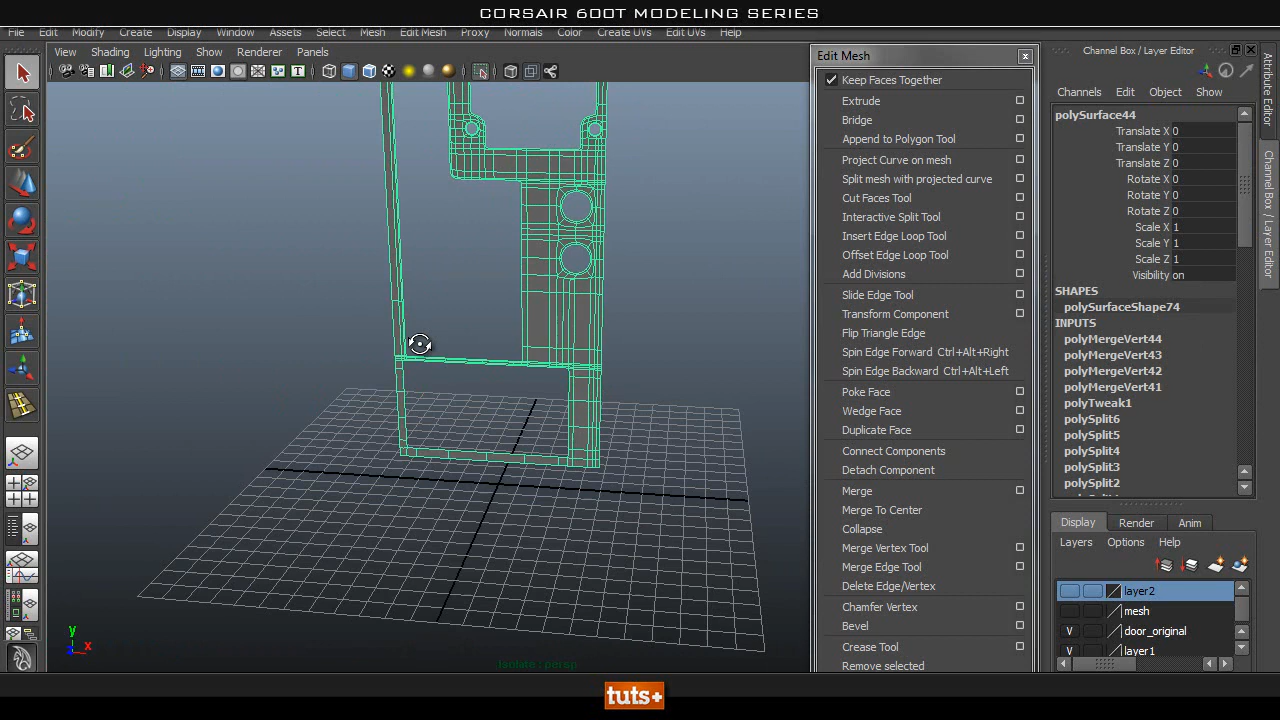 CORSAIR 600T MODELING SERIES
File Edit Modify Create Display Window Assets Select Mesh Edit Mesh Proxy Normals Color Create UVs Edit UVs Help
View Shading Lighting Show Renderer Panels
Edit Mesh
Keep Faces Together
Extrude
Bridge
Append to Polygon Tool
Project Curve on mesh
Split mesh with projected curve
Cut Faces Tool
Interactive Split Tool
Insert Edge Loop Tool
Offset Edge Loop Tool
Add Divisions
Slide Edge Tool
Transform Component
Flip Triangle Edge
Spin Edge Forward Ctrl+Alt+Right
Spin Edge Backward Ctrl+Alt+Left
Poke Face
Wedge Face
Duplicate Face
Connect Components
Detach Component
Merge
Merge To Center
Collapse
Merge Vertex Tool
Merge Edge Tool
Delete Edge/Vertex
Chamfer Vertex
Bevel
Crease Tool
Remove selected
Channel Box / Layer Editor
Channels Edit Object Show
polySurface44
Translate X 0
Translate Y 0
Translate Z 0
Rotate X 0
Rotate Y 0
Rotate Z 0
Scale X 1
Scale Y 1
Scale Z 1
Visibility on
SHAPES
polySurfaceShape74
INPUTS
polyMergeVert44
polyMergeVert43
polyMergeVert42
polyMergeVert41
polyTweak1
polySplit6
polySplit5
polySplit4
polySplit3
polySplit2
Display Render Anim
Layers Options Help
layer2
mesh
V door_original
V layer1
Attribute Editor
Channel Box / Layer Editor
y
x
z
Isolate : persp
tuts+